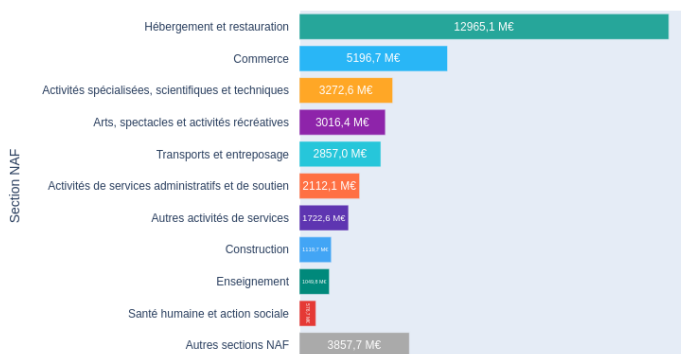 Hébergement et restauration 12965,1 M€
Commerce 5196,7 M€
Activités spécialisées, scientifiques et techniques 3272,6 M€
Arts, spectacles et activités récréatives 3016,4 M€
Transports et entreposage 2857,0 M€
Activités de services administratifs et de soutien 2112,1 M€
Autres activités de services 1722,6 M€
Construction
Enseignement
Santé humaine et action sociale
Autres sections NAF 3857,7 M€
Section NAF